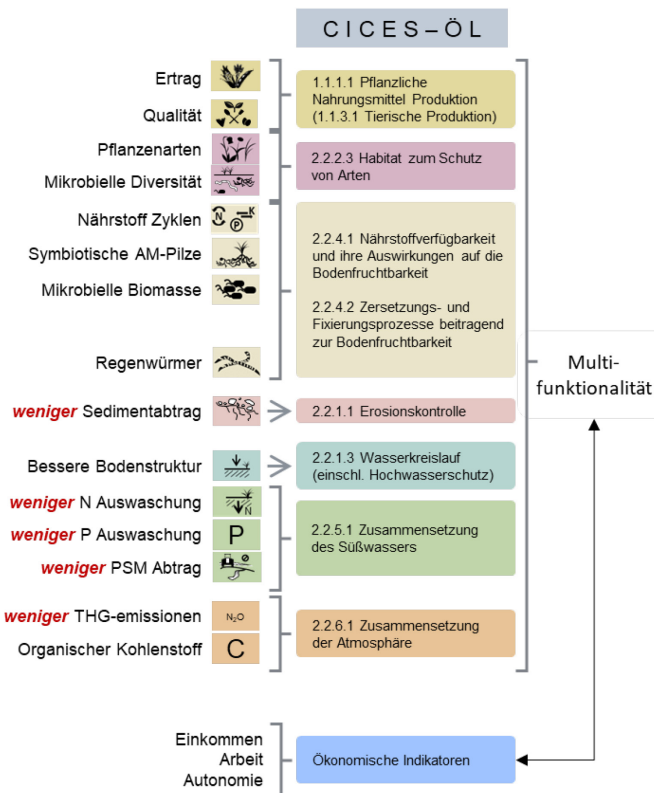 CICES–ÖL
Ertrag
Qualität
1.1.1.1 Pflanzliche
Nahrungsmittel Produktion
(1.1.3.1 Tierische Produktion)
Pflanzenarten
Mikrobielle Diversität
2.2.2.3 Habitat zum Schutz
von Arten
Nährstoff Zyklen
N P K
Symbiotische AM-Pilze
Mikrobielle Biomasse
Regenwürmer
2.2.4.1 Nährstoffverfügbarkeit
und ihre Auswirkungen auf die
Bodenfruchtbarkeit
2.2.4.2 Zersetzungs- und
Fixierungsprozesse beitragend
zur Bodenfruchtbarkeit
Multi-
funktionalität
weniger Sedimentabtrag
2.2.1.1 Erosionskontrolle
Bessere Bodenstruktur
2.2.1.3 Wasserkreislauf
(einschl. Hochwasserschutz)
weniger N Auswaschung
N
weniger P Auswaschung
P
weniger PSM Abtrag
2.2.5.1 Zusammensetzung
des Süßwassers
weniger THG-emissionen
N₂O
Organischer Kohlenstoff
C
2.2.6.1 Zusammensetzung
der Atmosphäre
Einkommen
Arbeit
Autonomie
Ökonomische Indikatoren